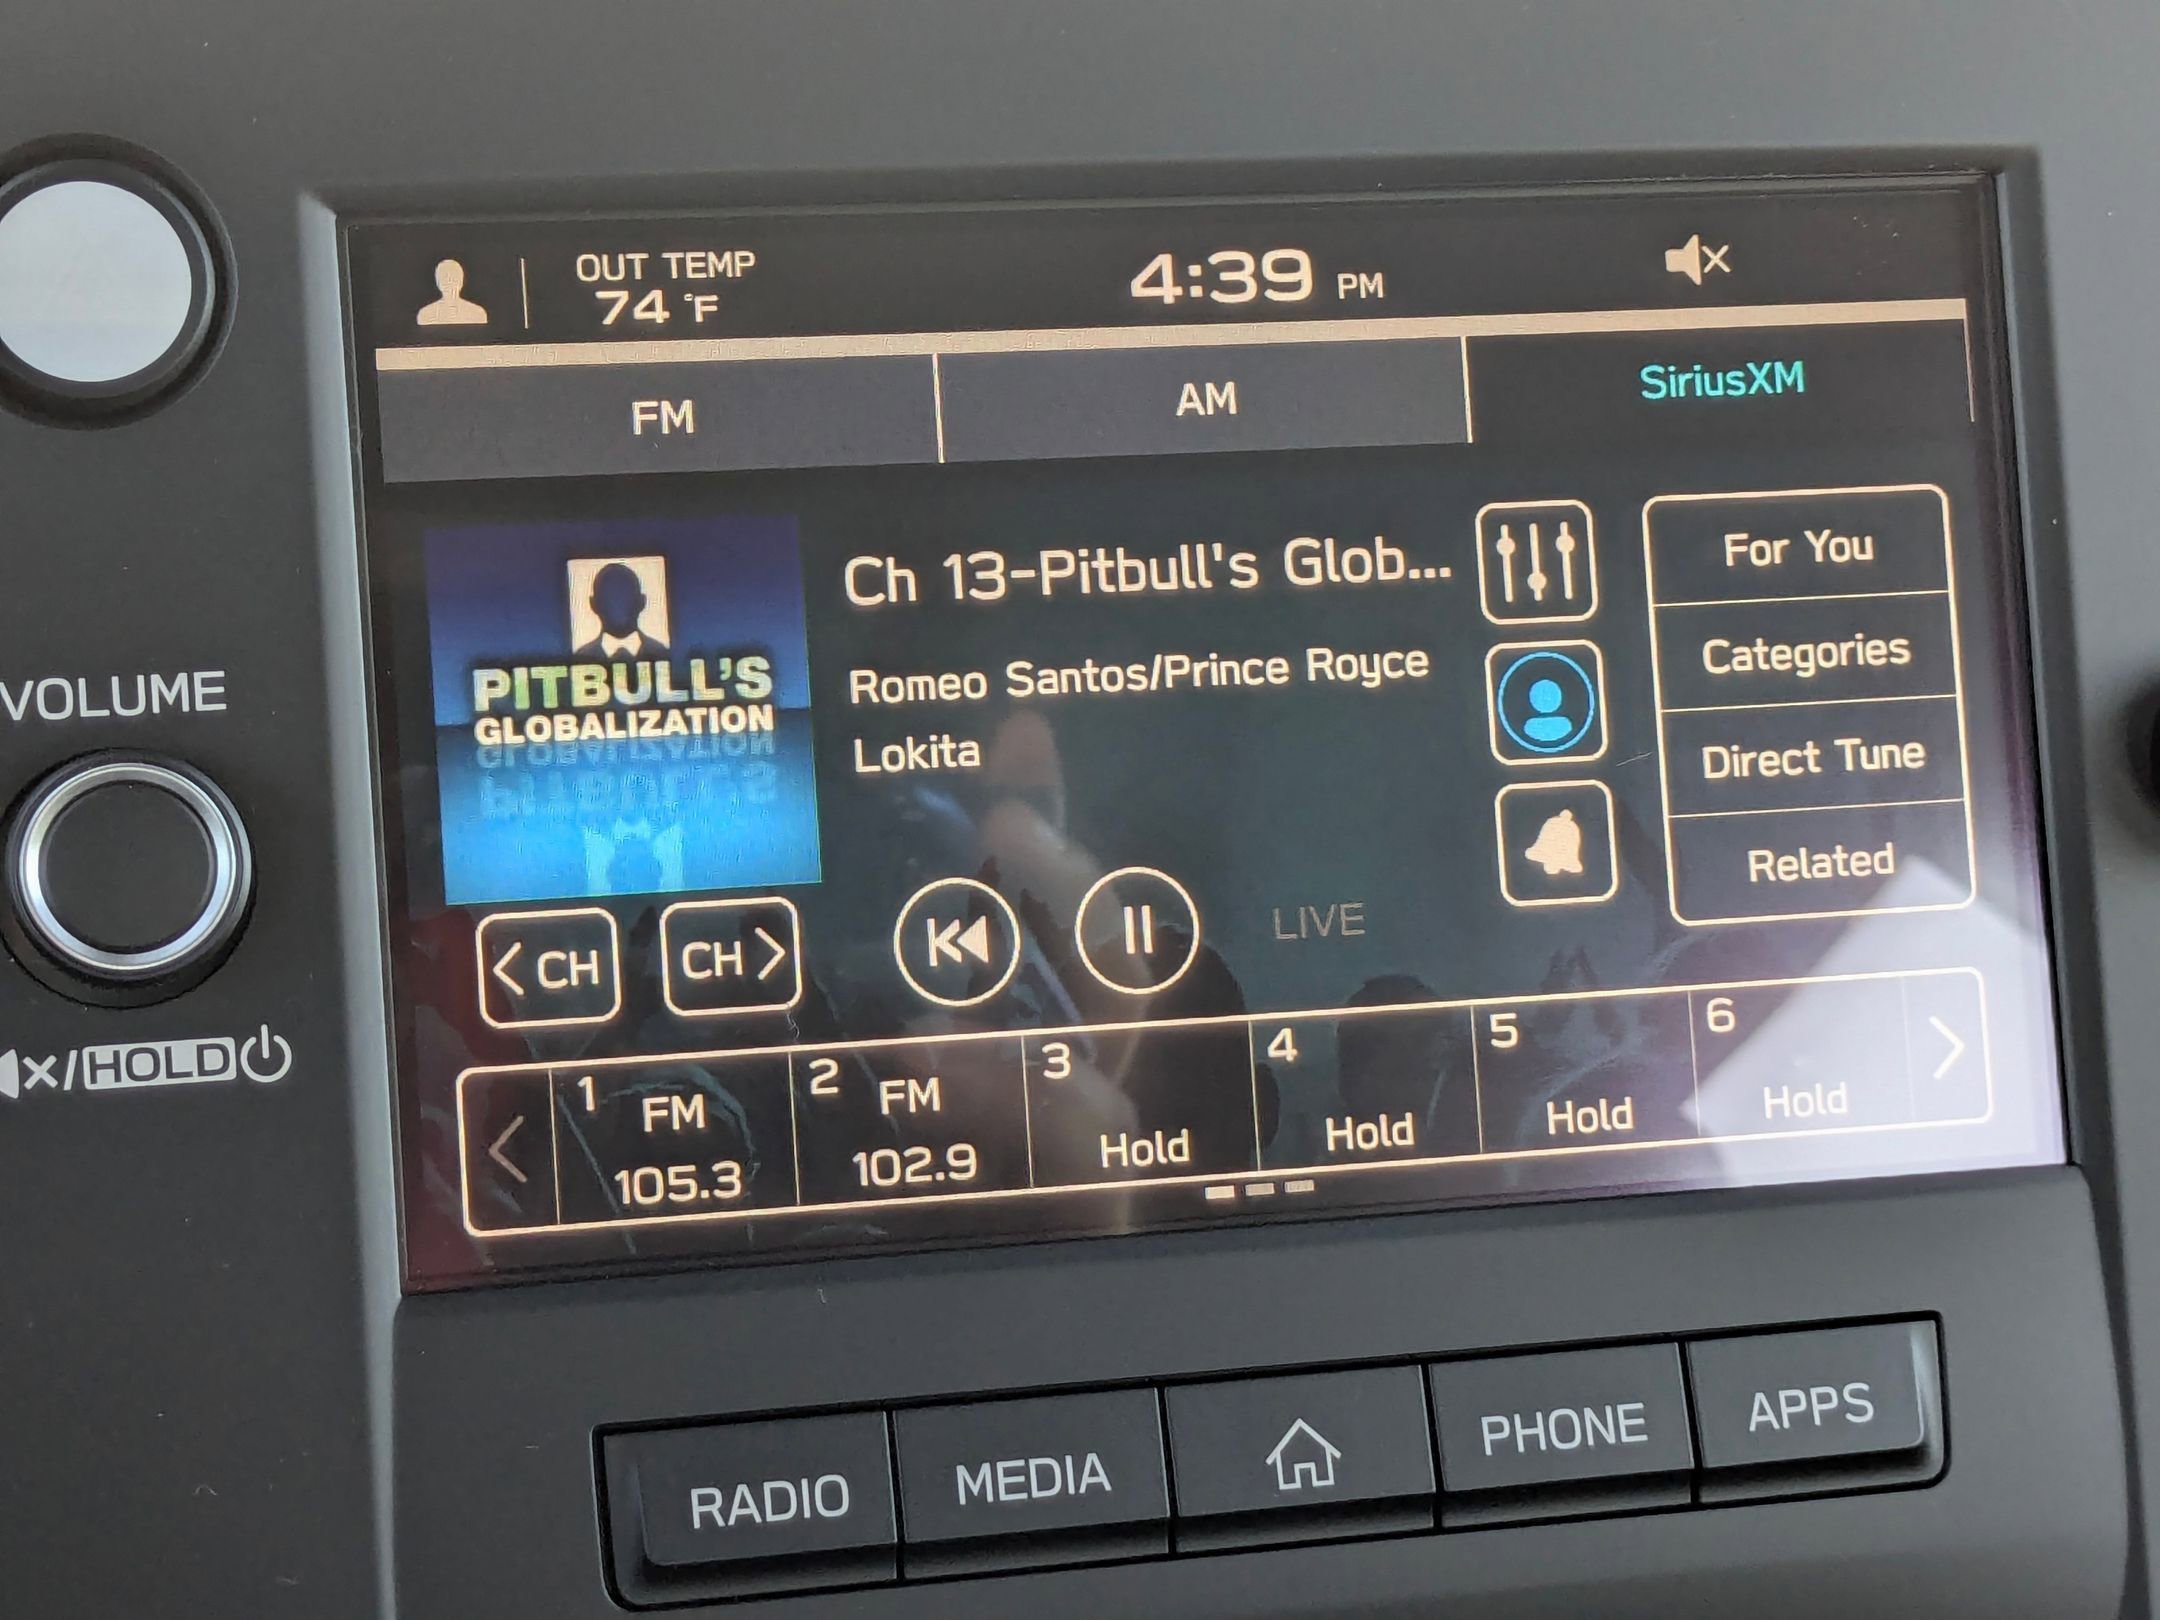 OUT TEMP
74 °F
4:39 PM
FM
AM
SiriusXM
PITBULL'S
GLOBALIZATION
Ch 13-Pitbull's Glob...
Romeo Santos/Prince Royce
Lokita
For You
Categories
Direct Tune
Related
< CH
CH >
LIVE
1 FM 105.3
2 FM 102.9
3 Hold
4 Hold
5 Hold
6 Hold
VOLUME
x/HOLD
RADIO
MEDIA
PHONE
APPS